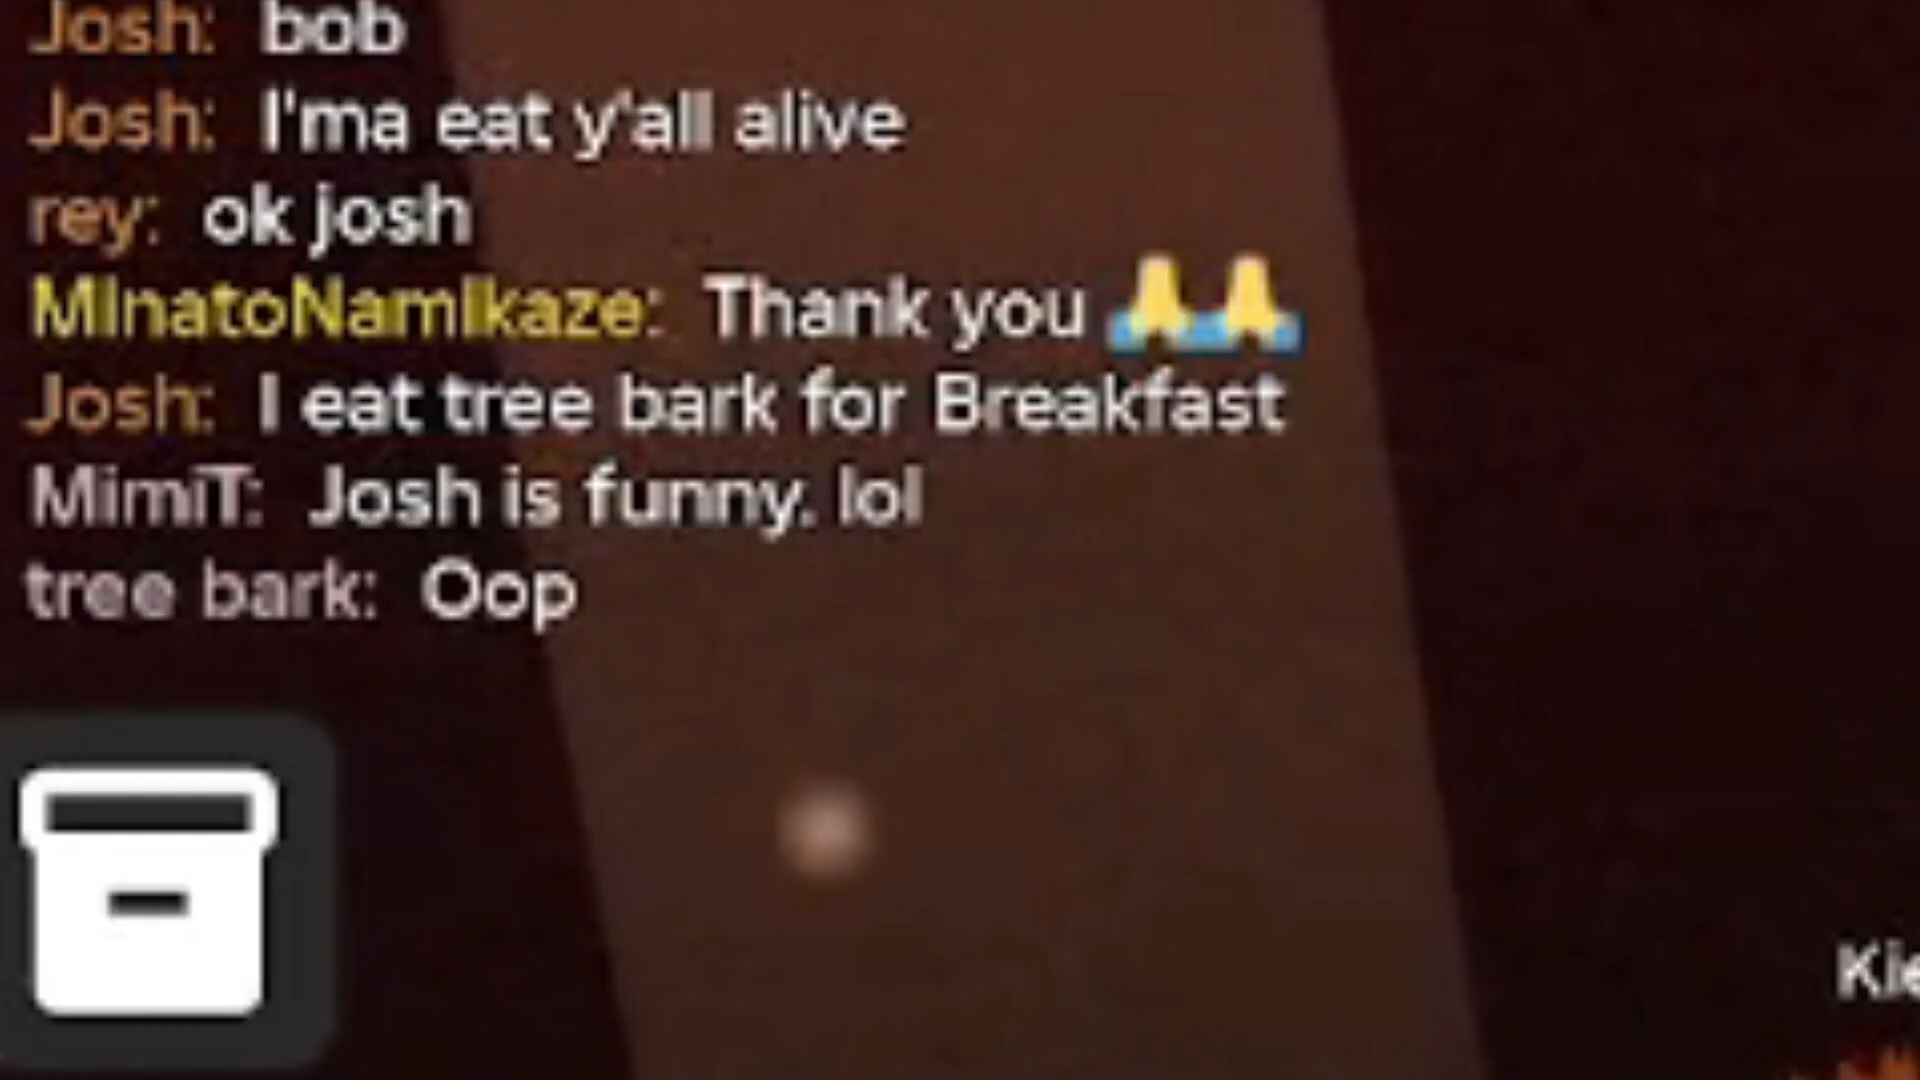 Josh: bob
Josh: I'ma eat y'all alive
rey: ok josh
MInatoNamIkaze: Thank you 🙏🙏
Josh: I eat tree bark for Breakfast
MimiT: Josh is funny. lol
tree bark: Oop
Kie